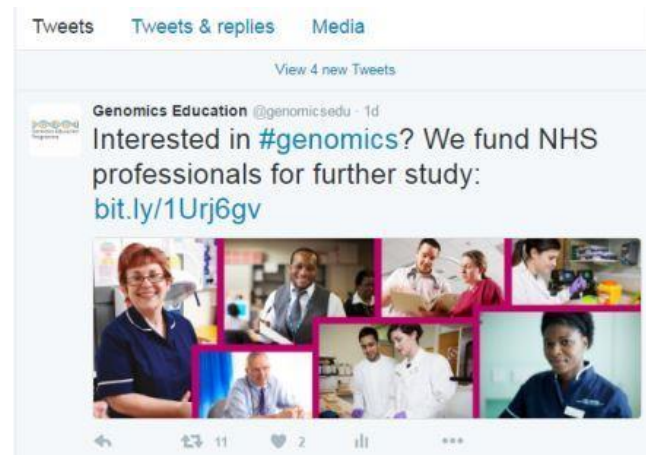 Tweets Tweets & replies Media
View 4 new Tweets
Genomics Education @genomicsedu · 1d
Interested in #genomics? We fund NHS
professionals for further study:
bit.ly/1Urj6gv
11 2